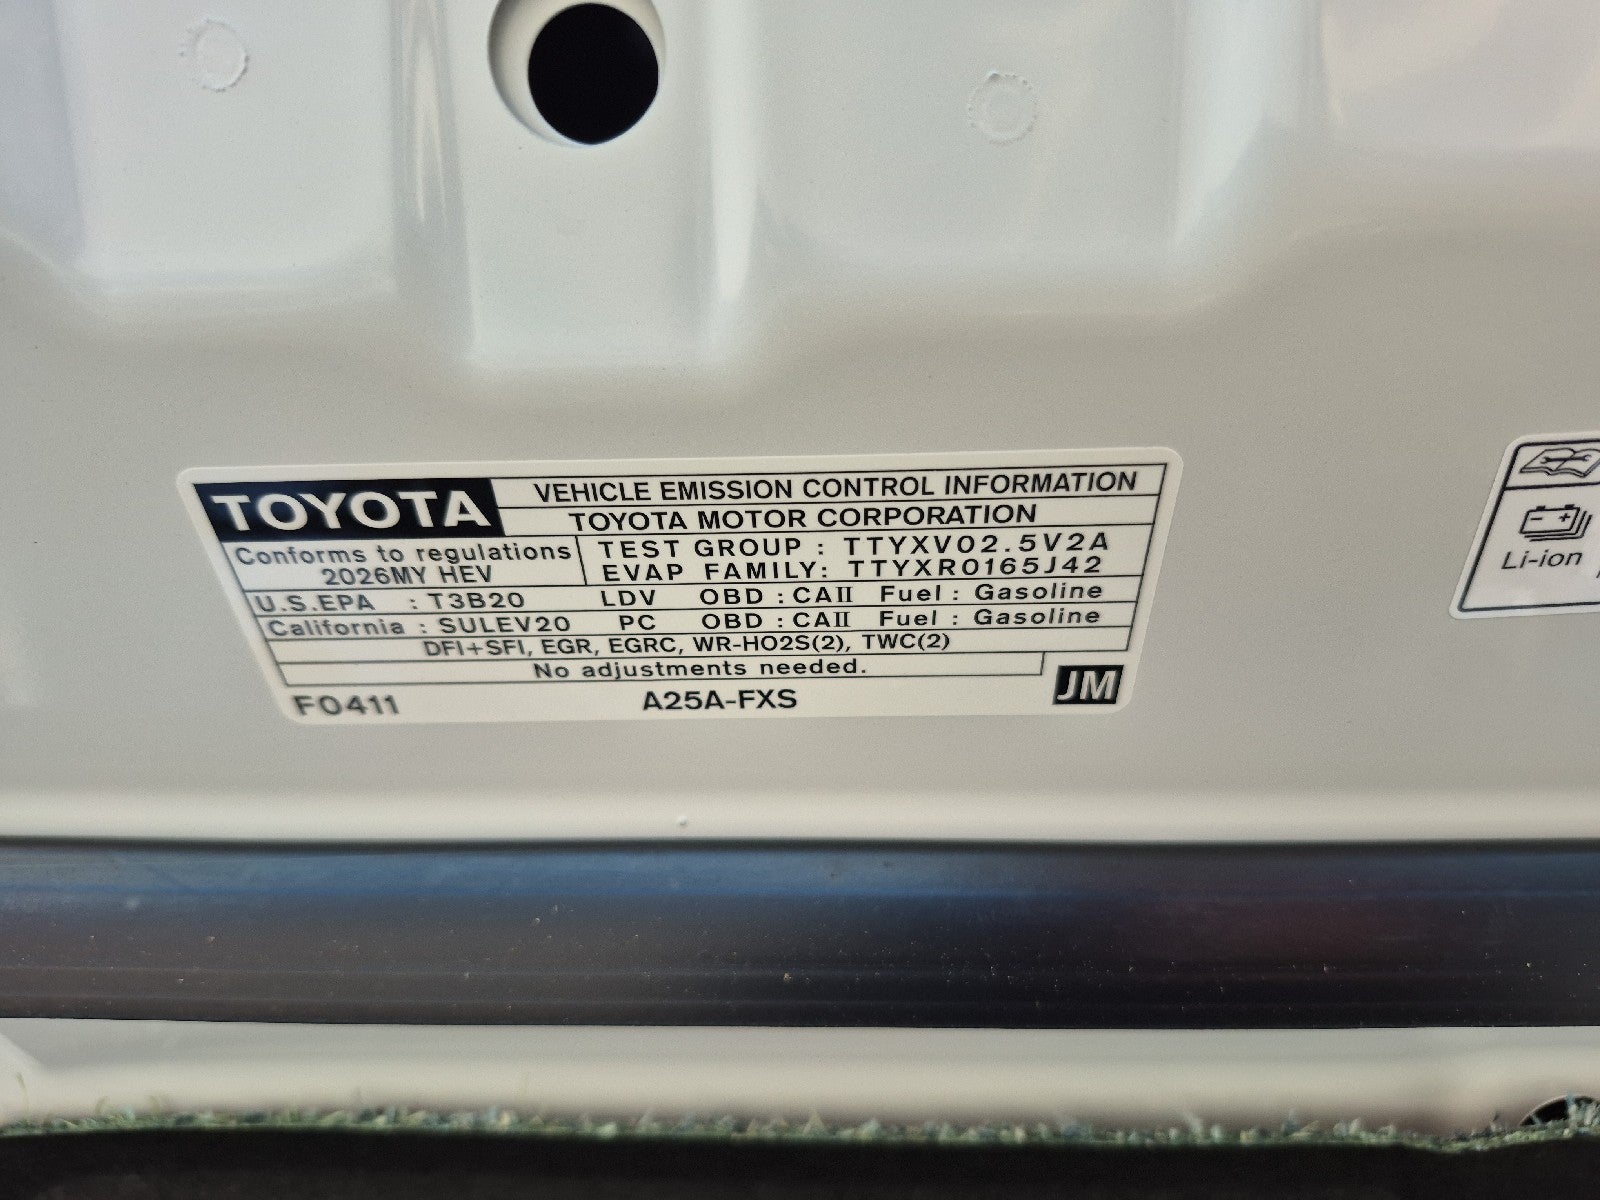 TOYOTA
VEHICLE EMISSION CONTROL INFORMATION
TOYOTA MOTOR CORPORATION
Conforms to regulations
2026MY HEV
TEST GROUP : TTYXV02.5V2A
EVAP FAMILY: TTYXR0165J42
U.S.EPA : T3B20 LDV OBD : CAII Fuel : Gasoline
California : SULEV20 PC OBD : CAII Fuel : Gasoline
DFI+SFI, EGR, EGRC, WR-HO2S(2), TWC(2)
No adjustments needed.
F0411 A25A-FXS JM
Li-ion